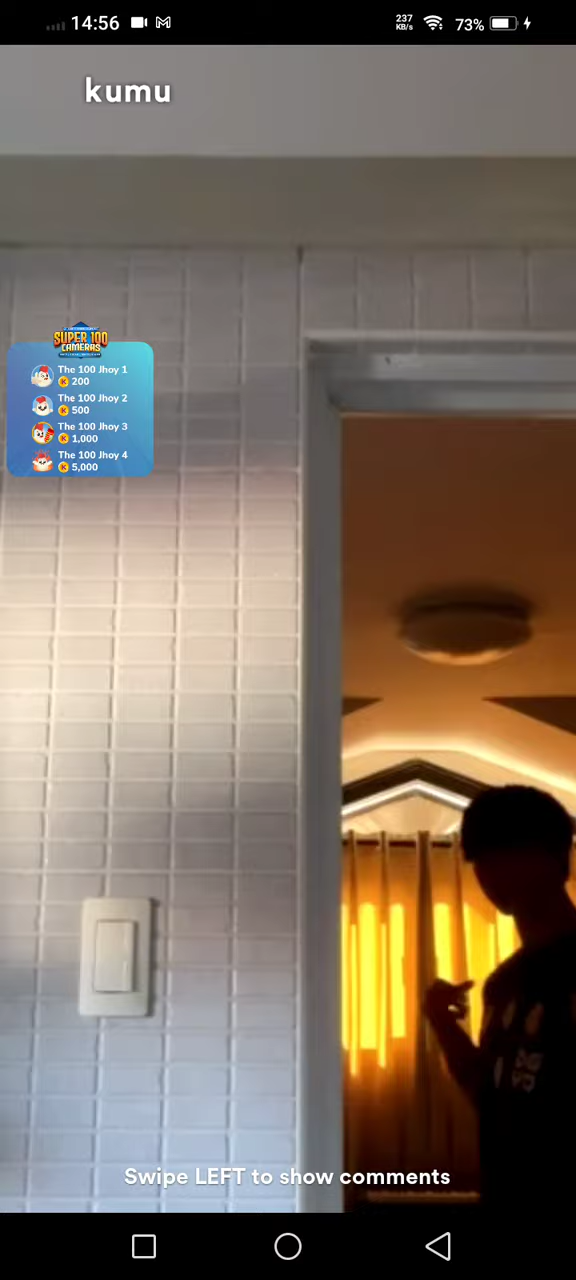 14:56
237
KB/s
73%
kumu
SUPER 100
CAMERAS
The 100 Jhoy 1
K 200
The 100 Jhoy 2
K 500
The 100 Jhoy 3
K 1,000
The 100 Jhoy 4
K 5,000
Swipe LEFT to show comments